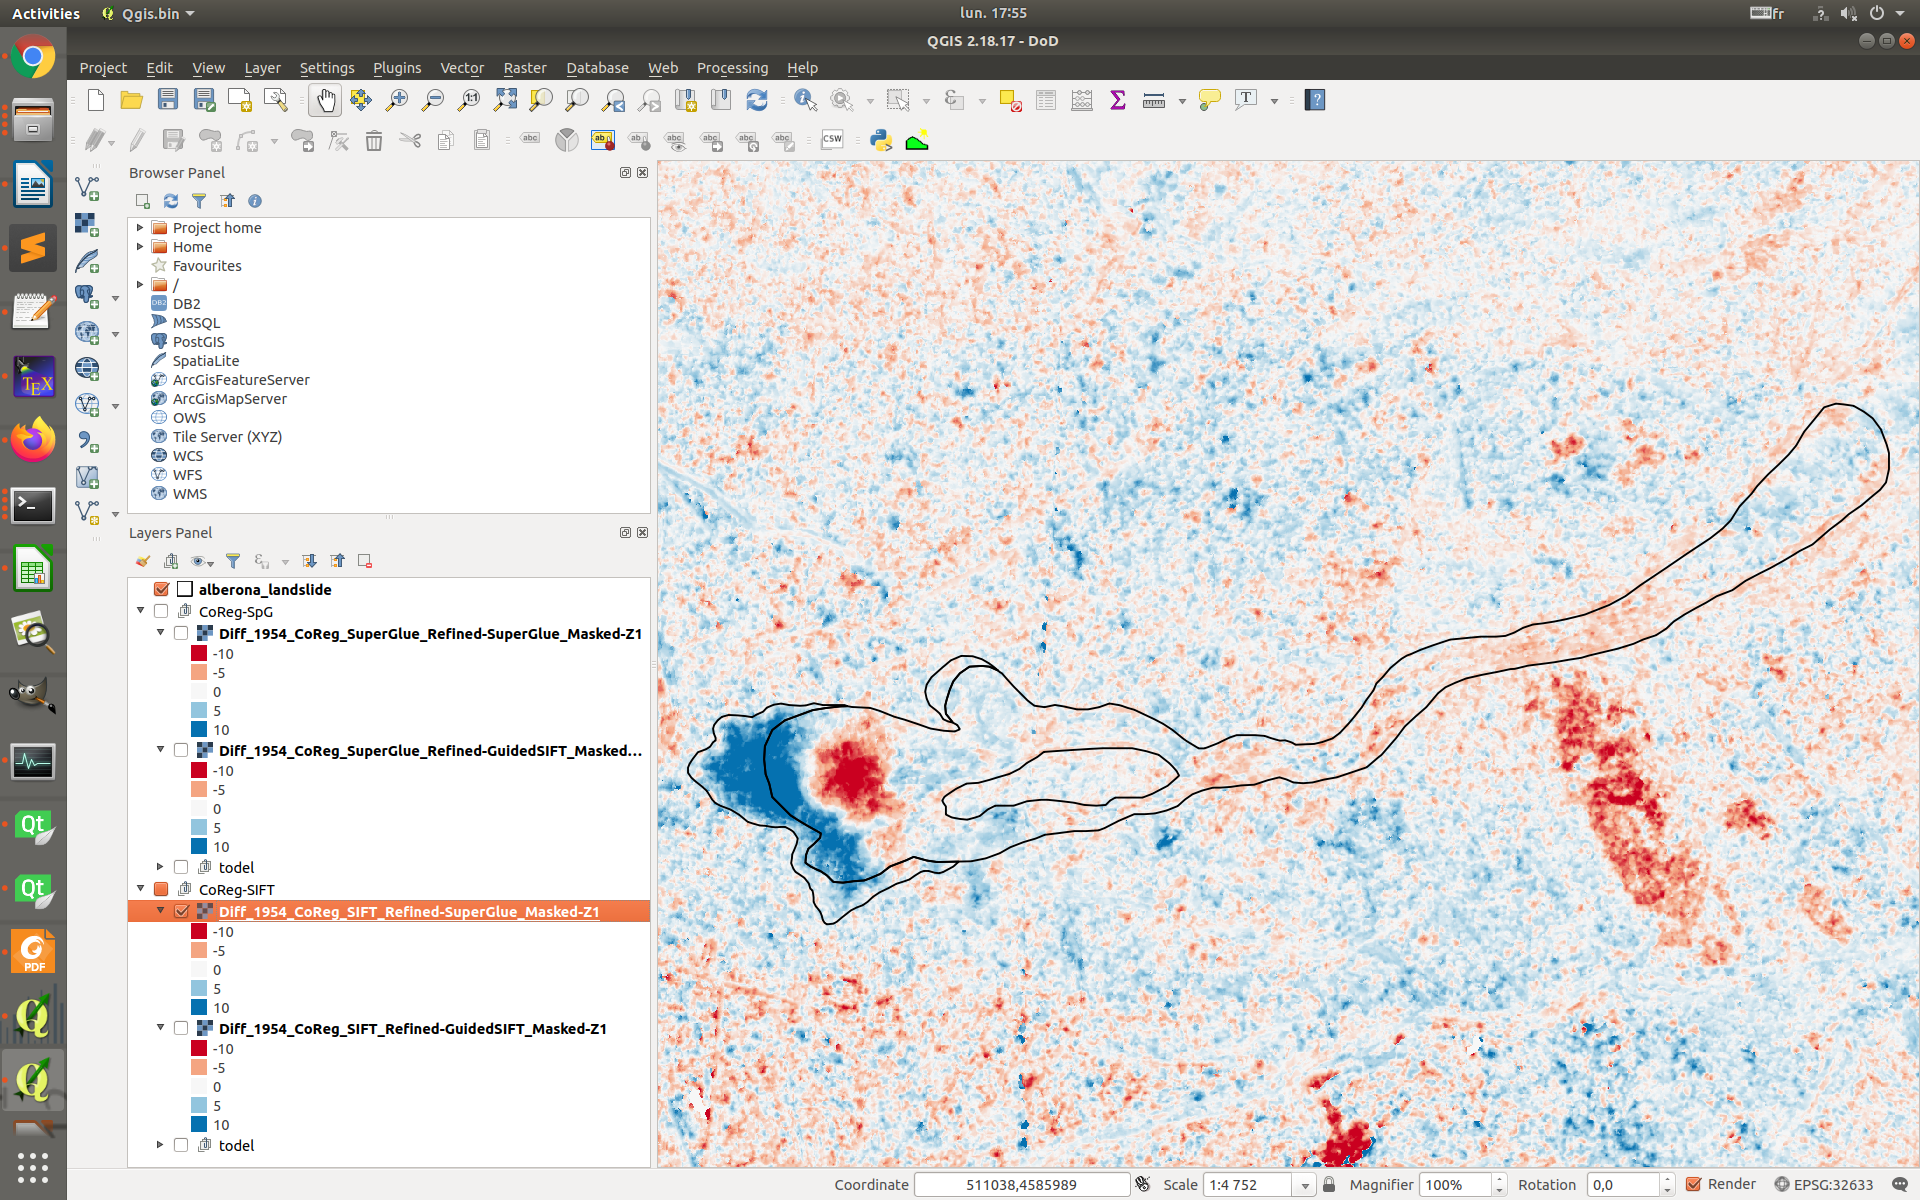 Activities
Qgis.bin
lun. 17:55
fr
QGIS 2.18.17 - DoD
Project Edit View Layer Settings Plugins Vector Raster Database Web Processing Help
Browser Panel
Project home
Home
Favourites
/
DB2
MSSQL
PostGIS
SpatiaLite
ArcGisFeatureServer
ArcGisMapServer
OWS
Tile Server (XYZ)
WCS
WFS
WMS
Layers Panel
alberona_landslide
CoReg-SpG
Diff_1954_CoReg_SuperGlue_Refined-SuperGlue_Masked-Z1
-10
-5
0
5
10
Diff_1954_CoReg_SuperGlue_Refined-GuidedSIFT_Masked...
-10
-5
0
5
10
todel
CoReg-SIFT
Diff_1954_CoReg_SIFT_Refined-SuperGlue_Masked-Z1
-10
-5
0
5
10
Diff_1954_CoReg_SIFT_Refined-GuidedSIFT_Masked-Z1
-10
-5
0
5
10
todel
Coordinate 511038,4585989 Scale 1:4 752 Magnifier 100% Rotation 0,0 Render EPSG:32633